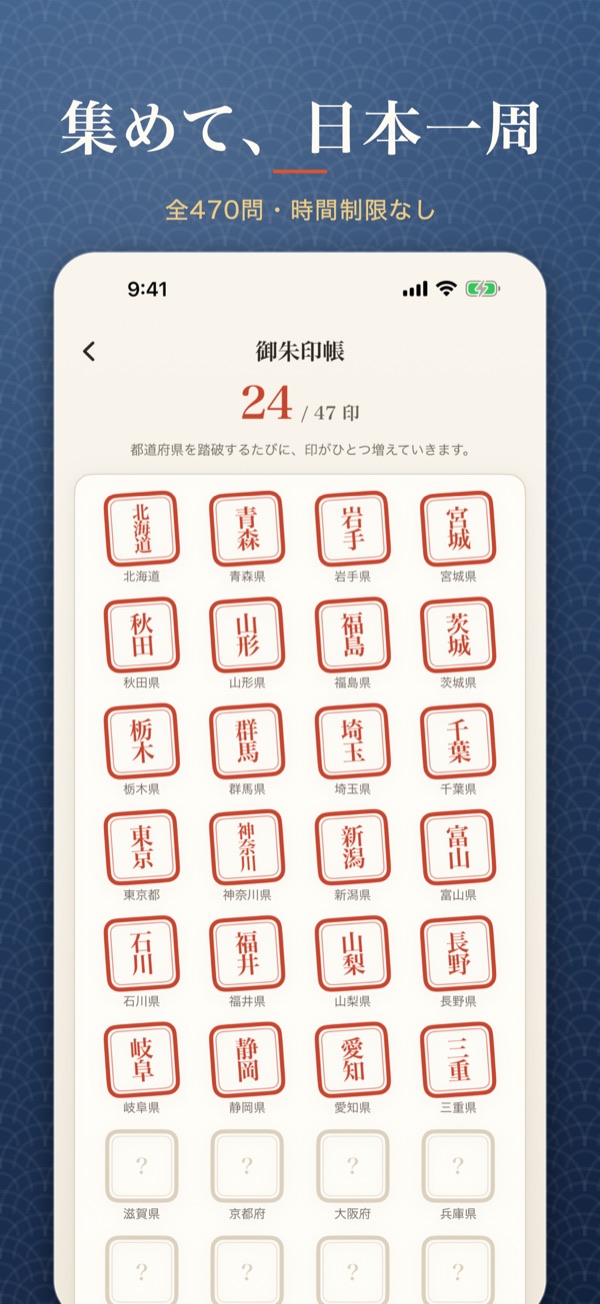 集めて、日本一周
全470問・時間制限なし
9:41
御朱印帳
24 / 47 印
都道府県を踏破するたびに、印がひとつ増えていきます。
北海道 青森 岩手 宮城
北海道 青森県 岩手県 宮城県
秋田 山形 福島 茨城
秋田県 山形県 福島県 茨城県
栃木 群馬 埼玉 千葉
栃木県 群馬県 埼玉県 千葉県
東京 神奈川 新潟 富山
東京都 神奈川県 新潟県 富山県
石川 福井 山梨 長野
石川県 福井県 山梨県 長野県
岐阜 静岡 愛知 三重
岐阜県 静岡県 愛知県 三重県
? ? ? ?
滋賀県 京都府 大阪府 兵庫県
? ? ? ?